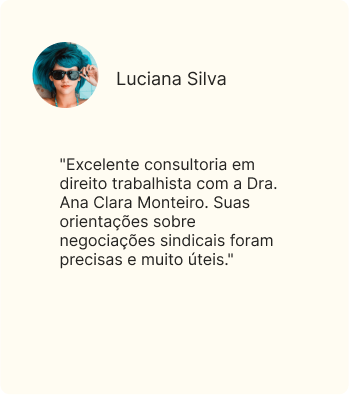 Luciana Silva
"Excelente consultoria em
direito trabalhista com a Dra.
Ana Clara Monteiro. Suas
orientações sobre
negociações sindicais foram
precisas e muito úteis."